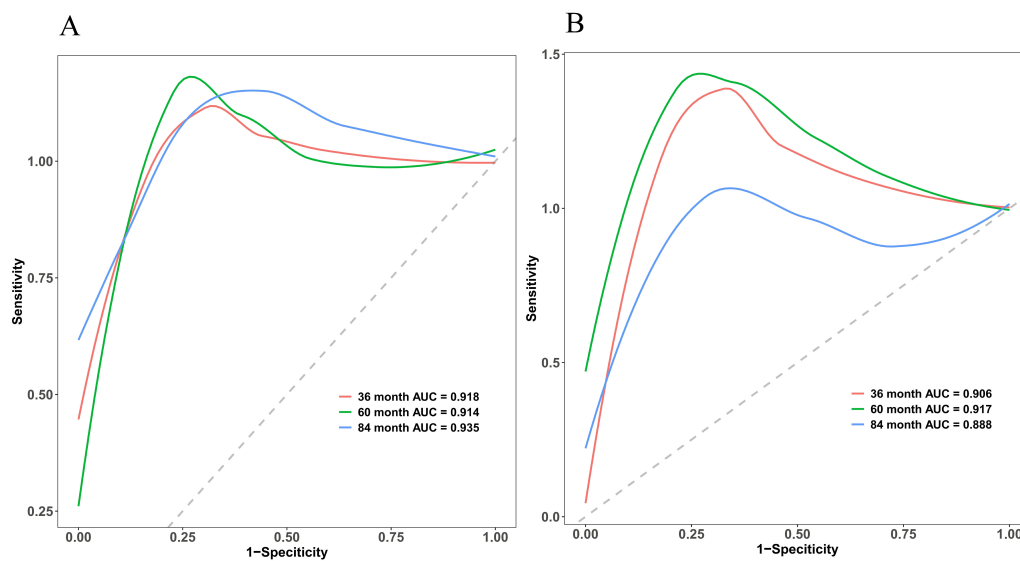 A
1.00
0.75
0.50
0.25
Sensitivity
36 month AUC = 0.918
60 month AUC = 0.914
84 month AUC = 0.935
0.00 0.25 0.50 0.75 1.00
1−Speciticity
B
1.5
1.0
0.5
0.0
Sensitivity
36 month AUC = 0.906
60 month AUC = 0.917
84 month AUC = 0.888
0.00 0.25 0.50 0.75 1.00
1−Speciticity